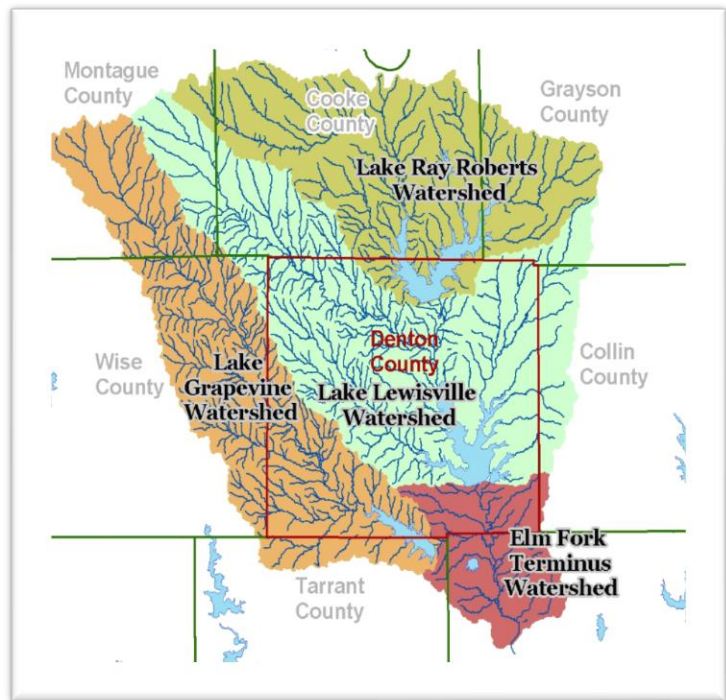 Montague
County
Cooke
County
Grayson
County
Lake Ray Roberts
Watershed
Denton
County
Wise
County
Lake
Grapevine
Watershed
Lake Lewisville
Watershed
Collin
County
Elm Fork
Terminus
Watershed
Tarrant
County